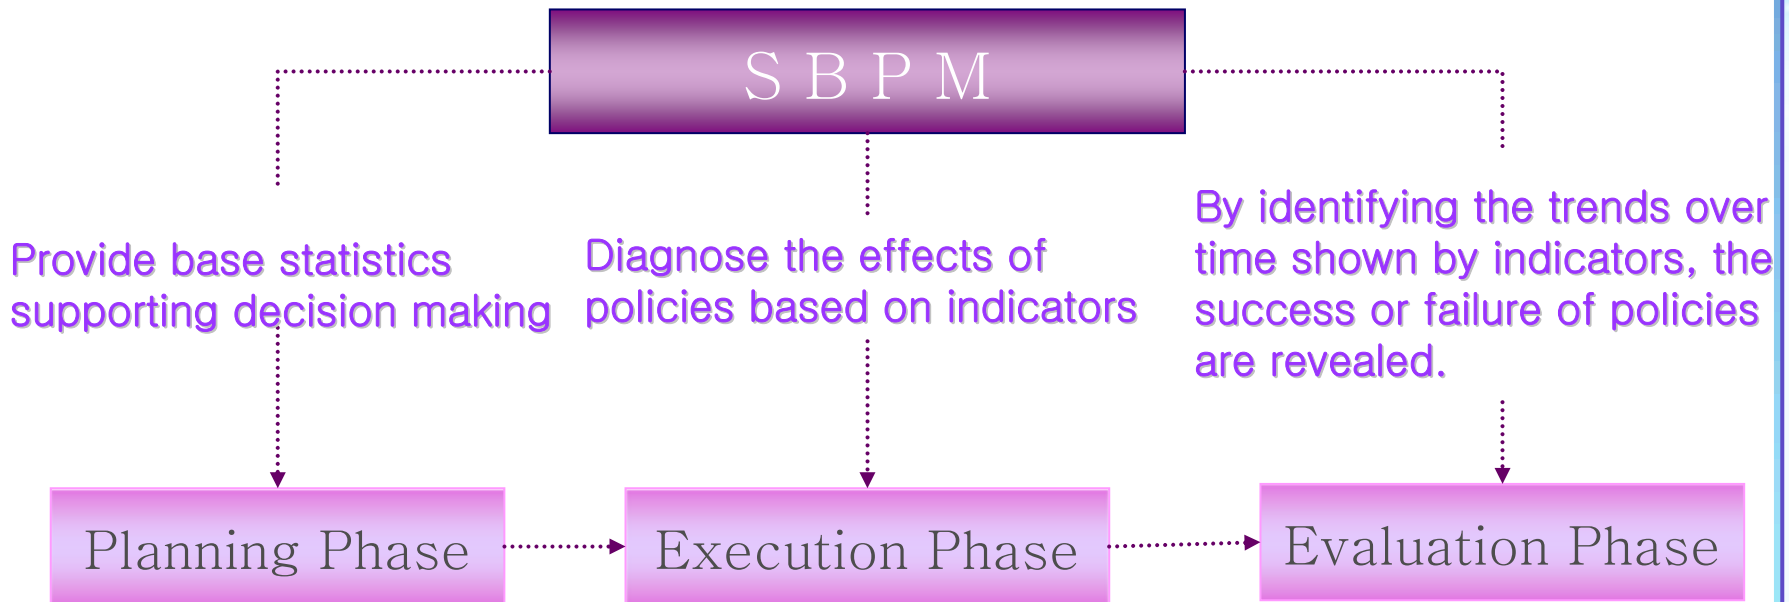 S B P M
Provide base statistics
supporting decision making
Diagnose the effects of
policies based on indicators
By identifying the trends over
time shown by indicators, the
success or failure of policies
are revealed.
Planning Phase
Execution Phase
Evaluation Phase